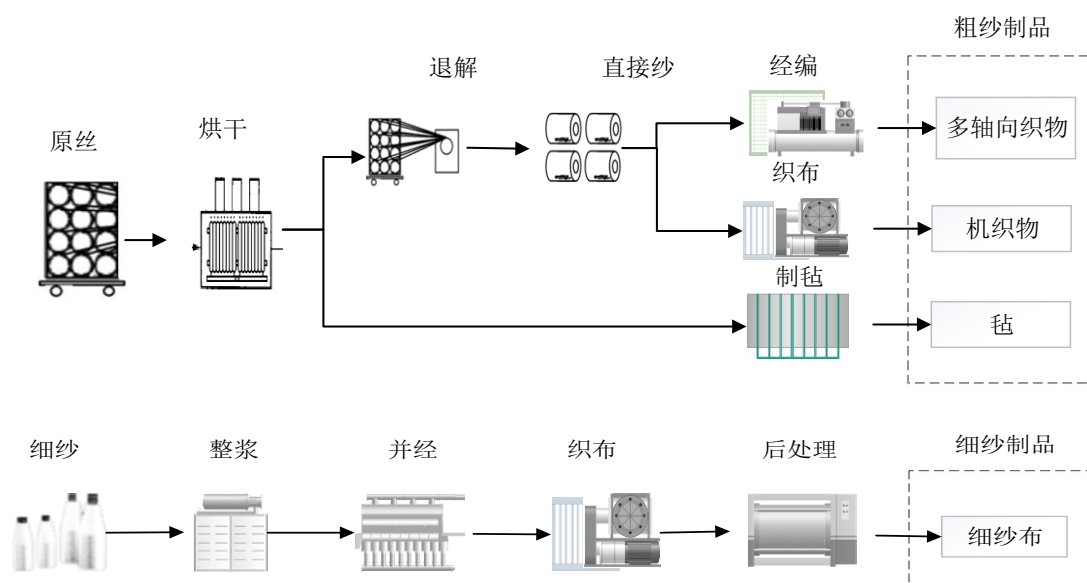 粗纱制品
退解
直接纱
经编
原丝
烘干
多轴向织物
织布
机织物
制毡
毡
细纱
整浆
并经
织布
后处理
细纱制品
细纱布